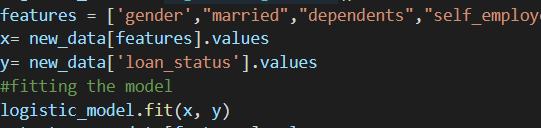 features = ['gender',"married","dependents","self_employe
x= new_data[features].values
y= new_data['loan_status'].values
#fitting the model
logistic_model.fit(x, y)